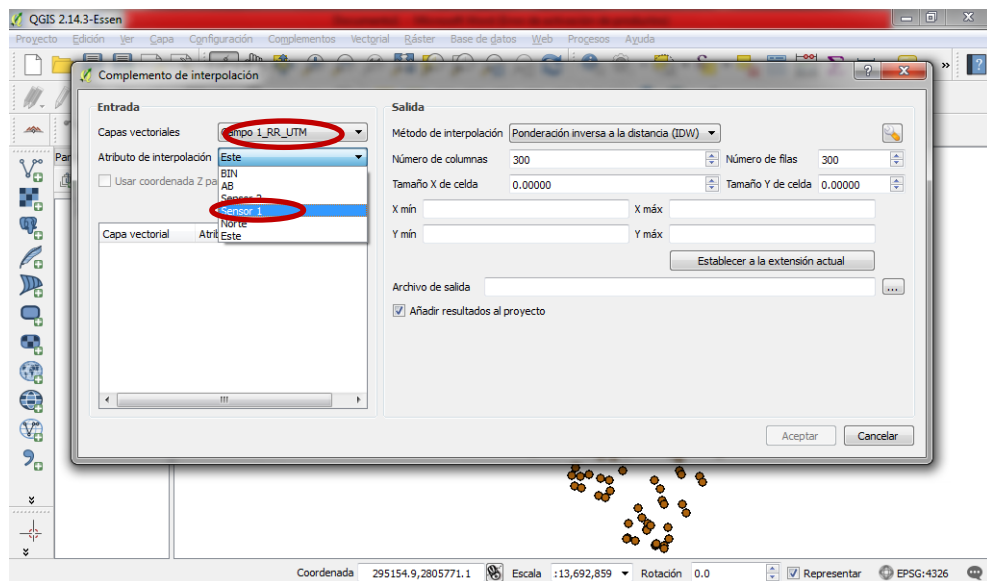 QGIS 2.14.3-Essen
Proyecto Edición Ver Capa Configuración Complementos Vectorial Ráster Base de datos Web Procesos Ayuda
Complemento de interpolación
Entrada
Capas vectoriales Campo 1_RR_UTM
Atributo de interpolación Este
BIN
AB
Sensor 2
Sensor 1
Norte
Este
Usar coordenada Z pa
Capa vectorial Atrib
Salida
Método de interpolación Ponderación inversa a la distancia (IDW)
Número de columnas 300 Número de filas 300
Tamaño X de celda 0.00000 Tamaño Y de celda 0.00000
X mín X máx
Y mín Y máx
Establecer a la extensión actual
Archivo de salida ...
Añadir resultados al proyecto
Aceptar Cancelar
Pan
Coordenada 295154.9,2805771.1 Escala :13,692,859 Rotación 0.0 Representar EPSG:4326